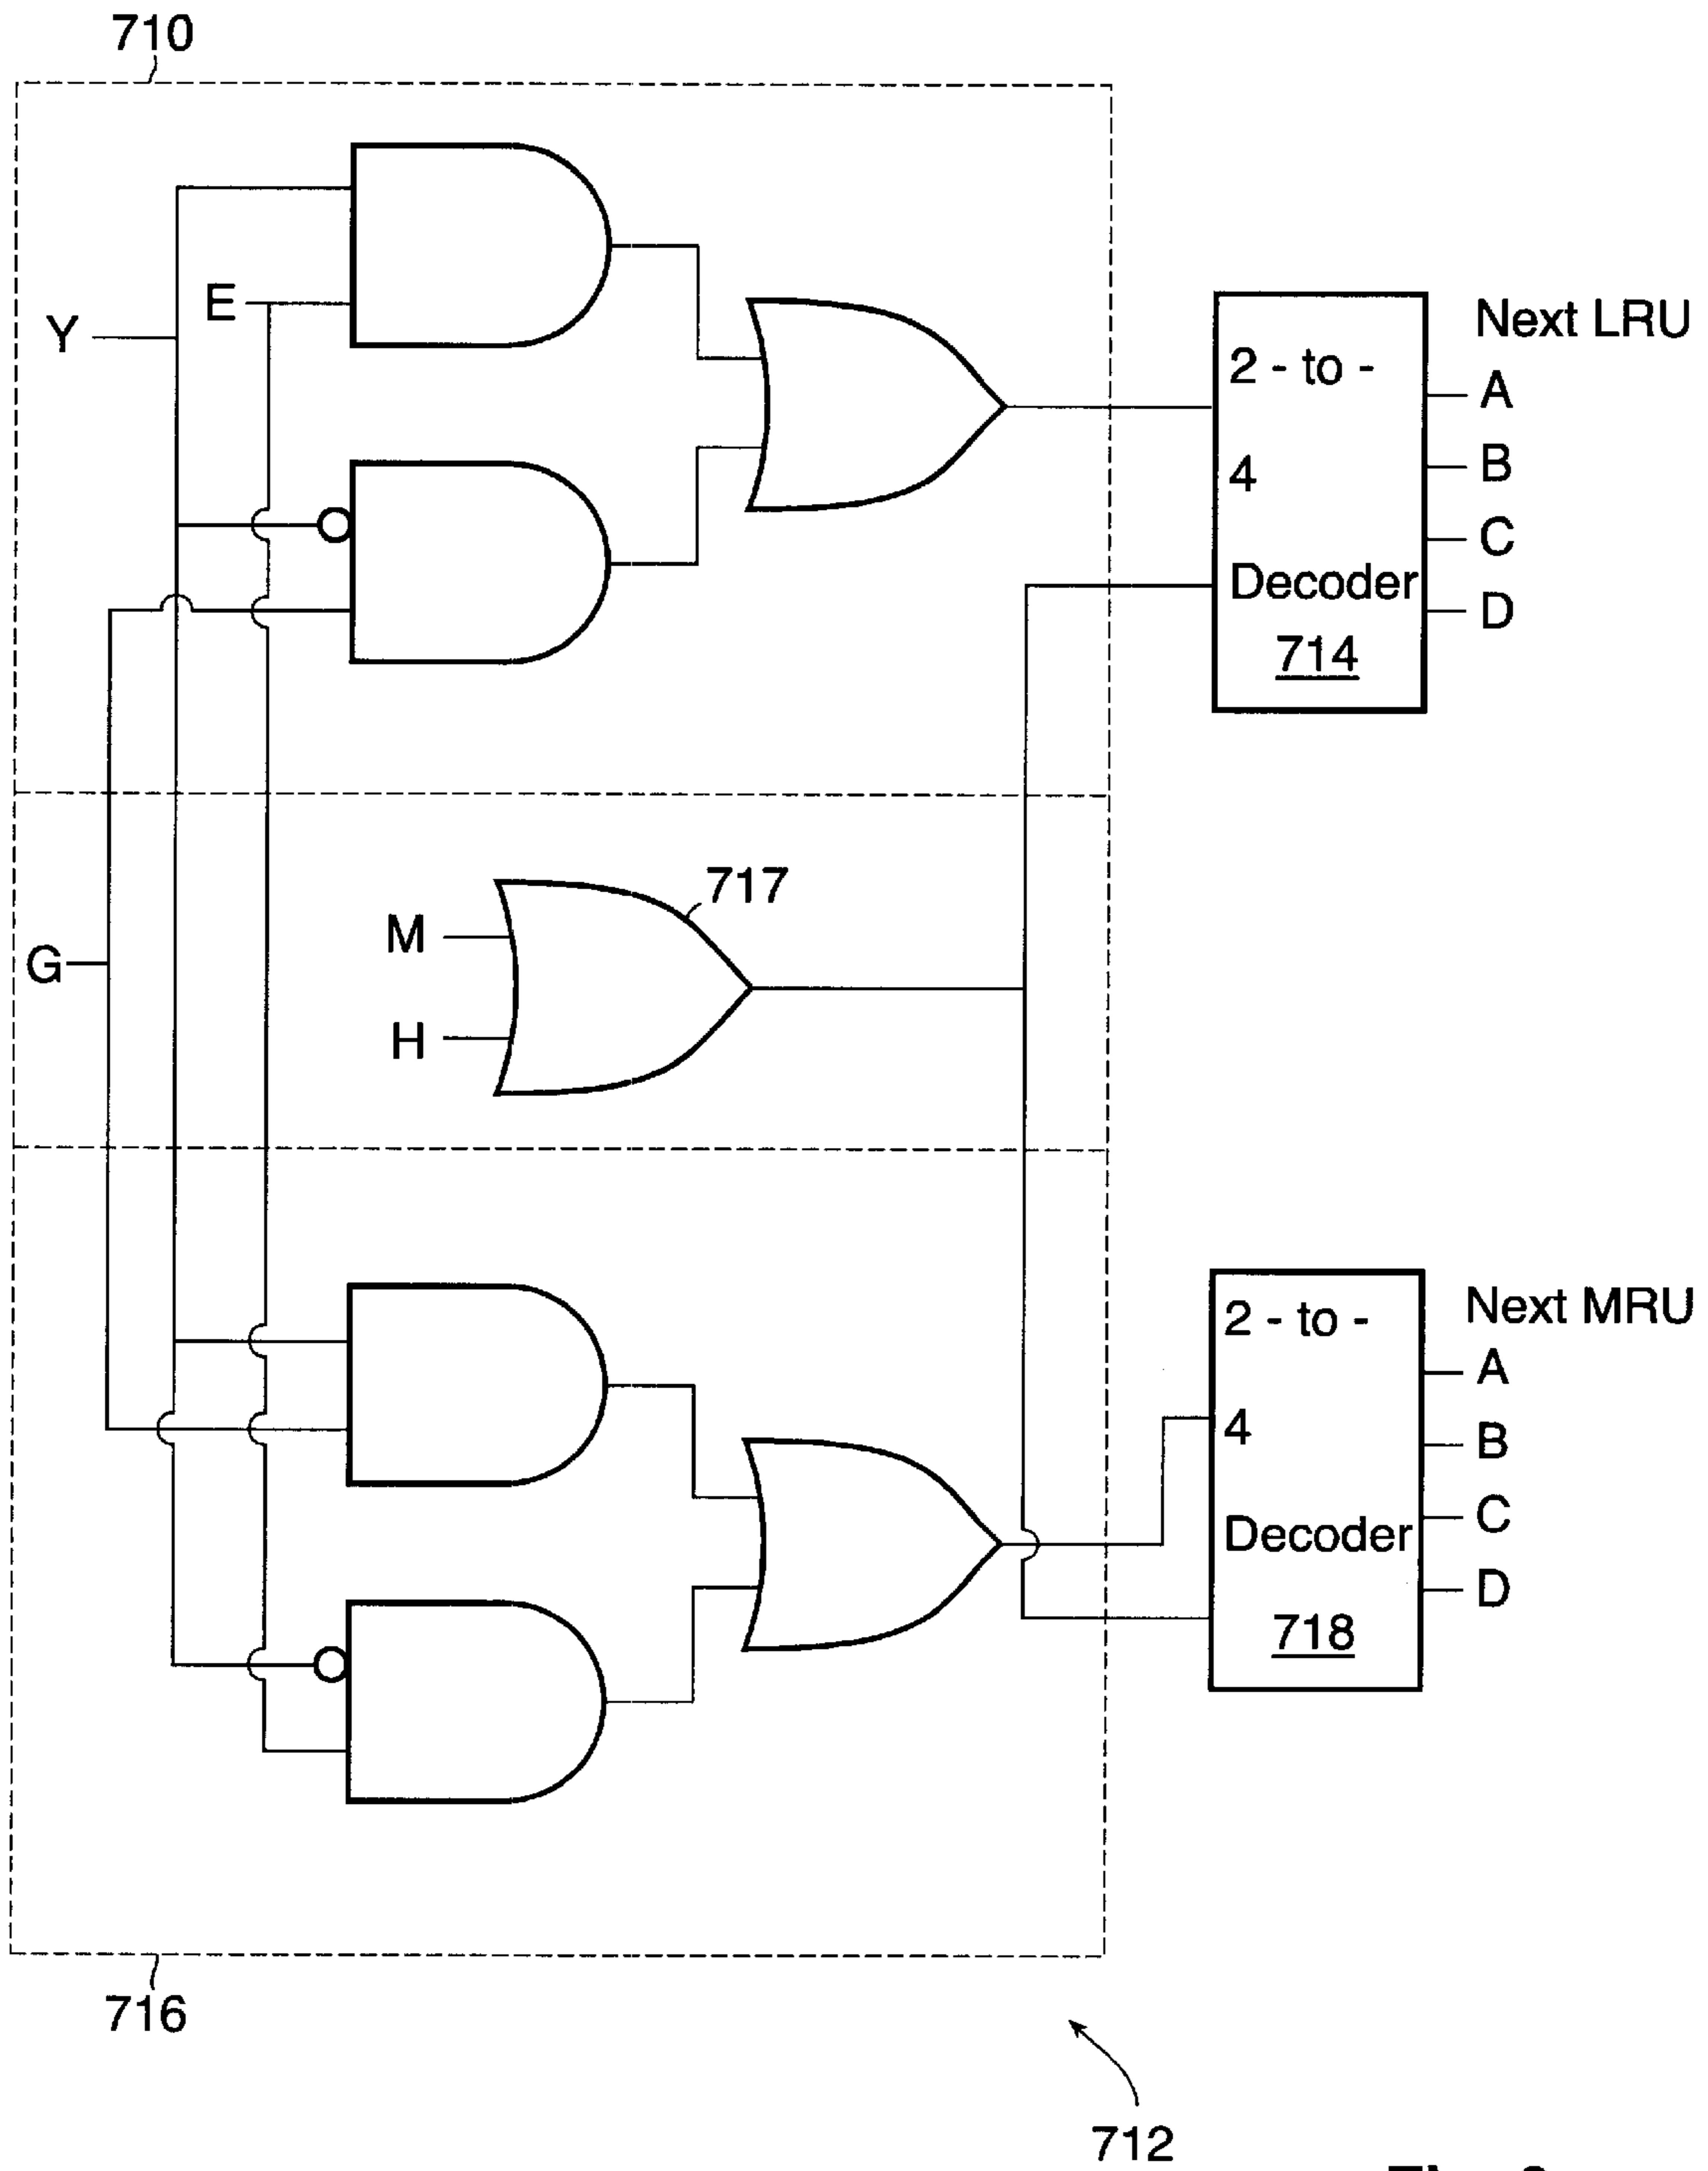 710
Y
E
2 - to -
4
Decoder
714
Next LRU
A
B
C
D
G
M
H
717
2 - to -
4
Decoder
718
Next MRU
A
B
C
D
716
712